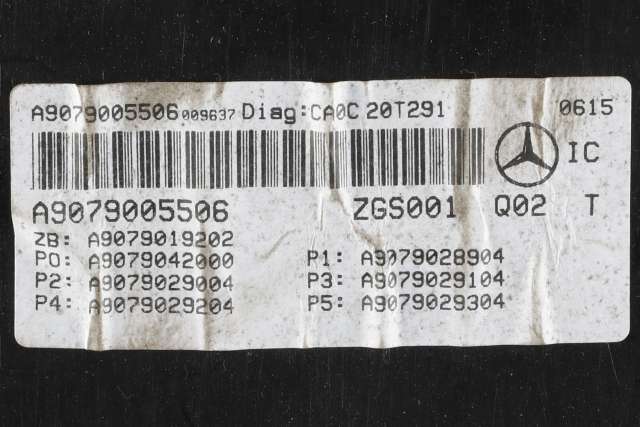 A9079005506 009637 Diag:CA0C 20T291 0615
IC
A9079005506 ZGS001 Q02 T
ZB: A9079019202
P0: A9079042000 P1: A9079028904
P2: A9079029004 P3: A9079029104
P4: A9079029204 P5: A9079029304